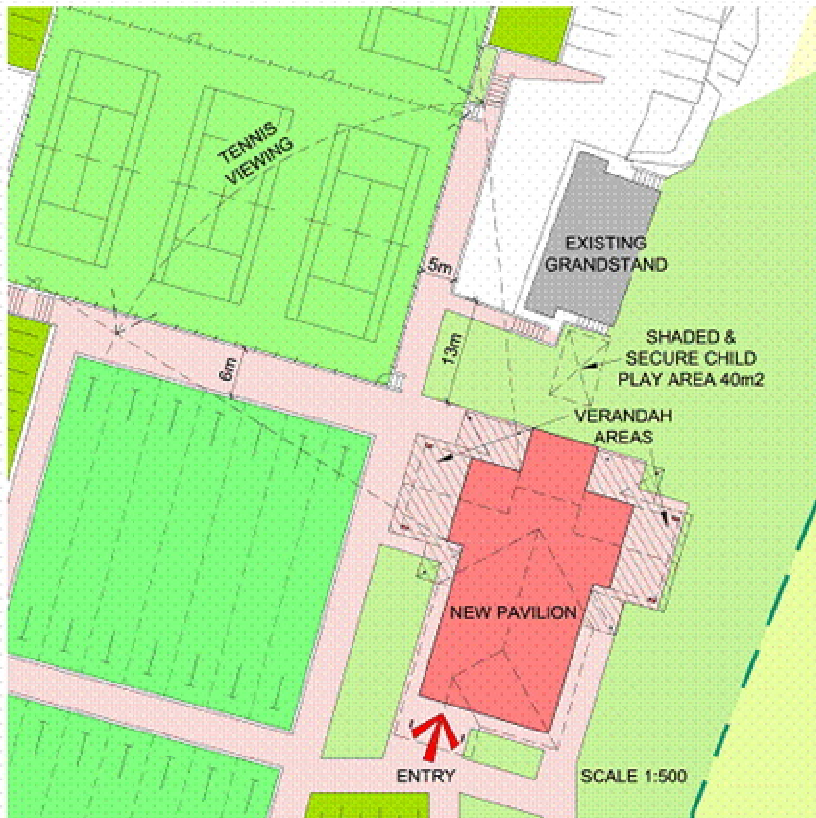 TENNIS
VIEWING
EXISTING
GRANDSTAND
5m
13m
6m
SHADED &
SECURE CHILD
PLAY AREA 40m2
VERANDAH
AREAS
NEW PAVILION
ENTRY
SCALE 1:500